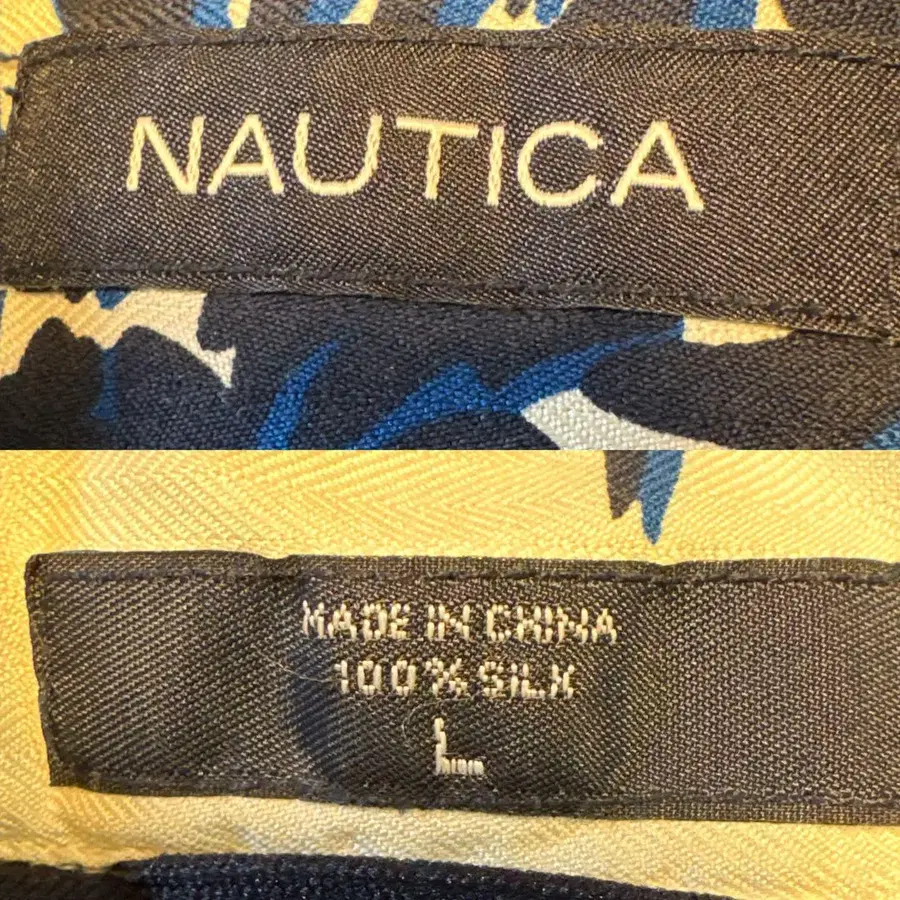 NAUTICA
MADE IN CHINA
100% SILK
L